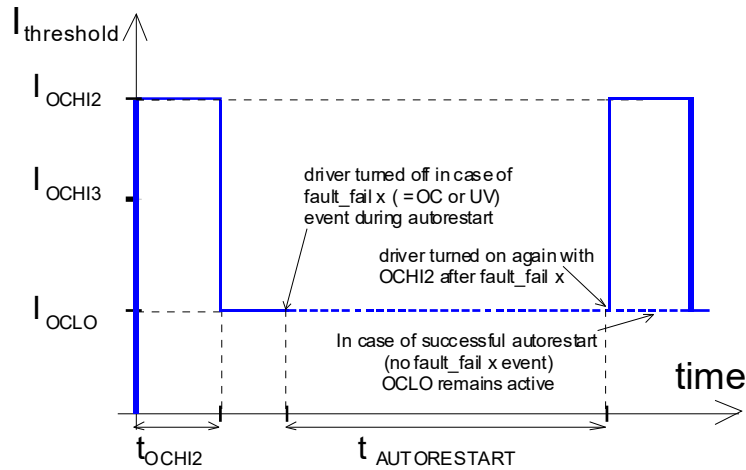 I threshold
I OCHI2
I OCHI3
driver turned off in case of
fault_fail x ( =OC or UV)
event during autorestart
driver turned on again with
OCHI2 after fault_fail x
I OCLO
In case of successful autorestart
(no fault_fail x event)
OCLO remains active
time
t OCHI2
t AUTORESTART